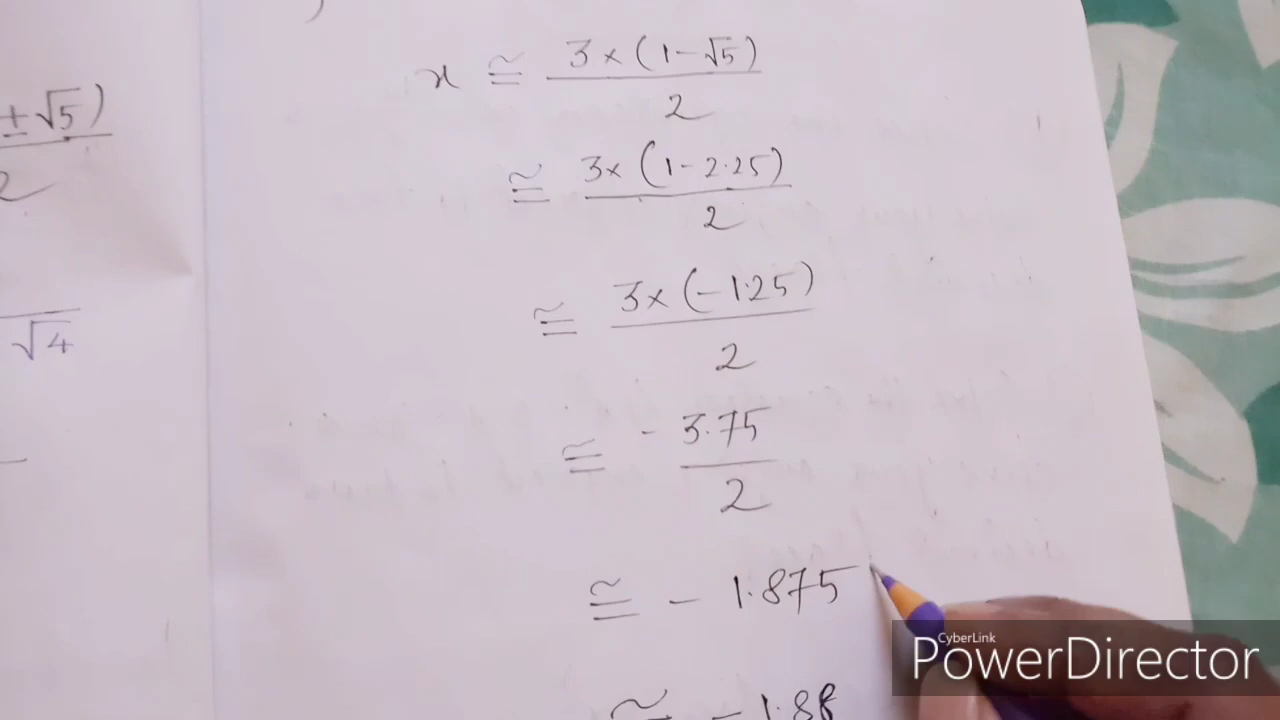 ± √5)
2
√4
x ≅ 3 × (1 - √5)
2
≅ 3 × (1 - 2.25)
2
≅ 3 × (- 1.25)
2
≅ - 3.75
2
≅ - 1.875
≅ - 1.88
CyberLink
PowerDirector